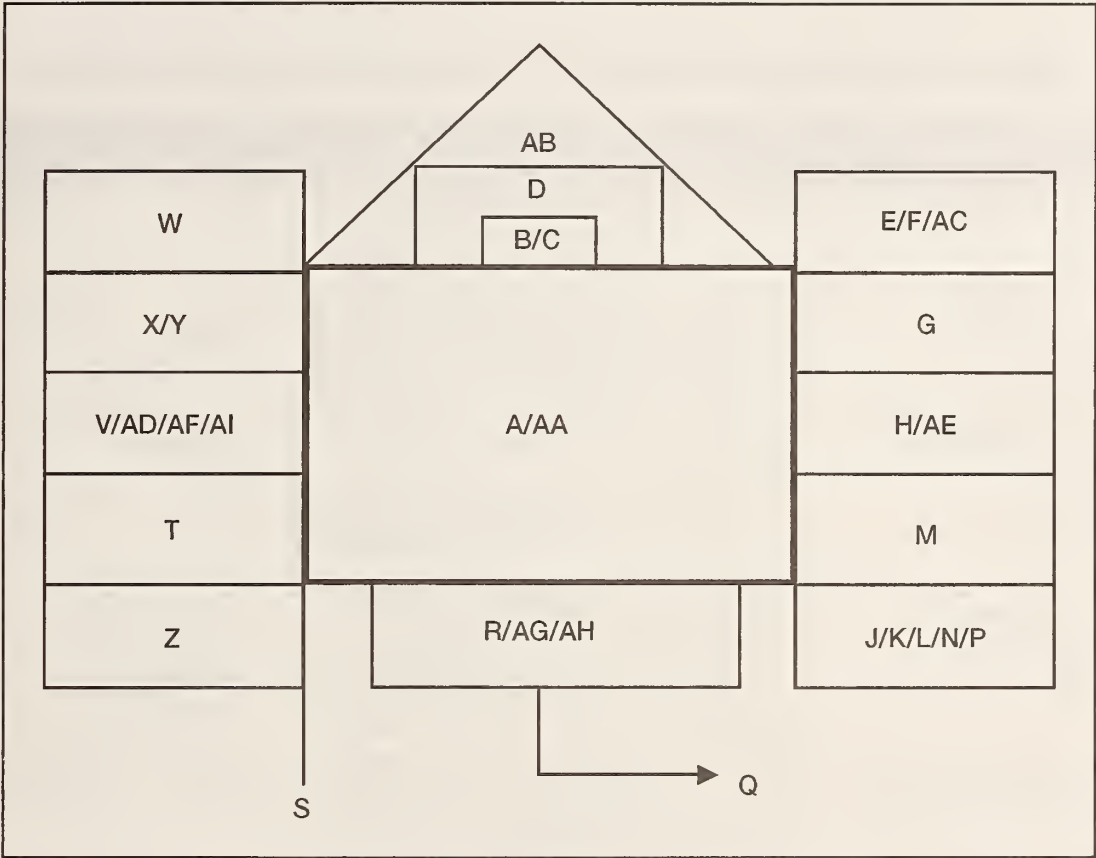 AB
D
B/C
W
E/F/AC
X/Y
G
V/AD/AF/AI
A/AA
H/AE
T
M
Z
R/AG/AH
J/K/L/N/P
Q
S